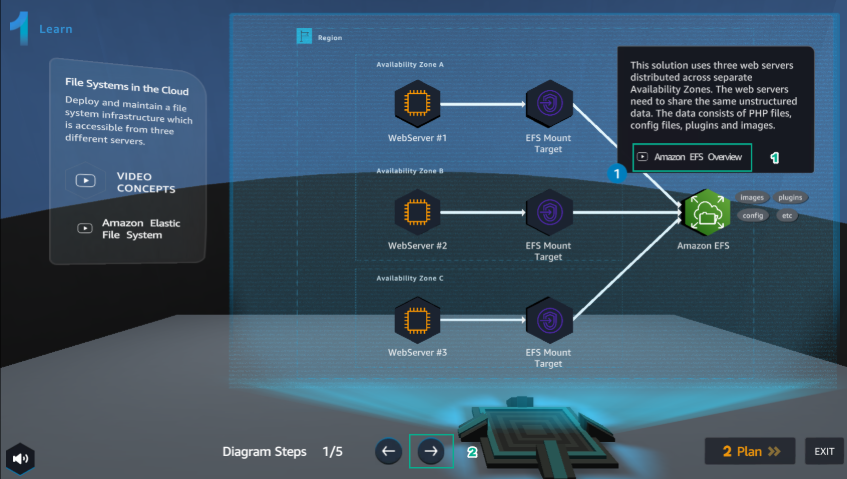 1
Learn
File Systems in the Cloud
Deploy and maintain a file
system infrastructure which
is accessible from three
different servers.
VIDEO
CONCEPTS
Amazon Elastic
File System
Region
Availability Zone A
WebServer #1
EFS Mount
Target
Availability Zone B
WebServer #2
EFS Mount
Target
Availability Zone C
WebServer #3
EFS Mount
Target
This solution uses three web servers
distributed across separate
Availability Zones. The web servers
need to share the same unstructured
data. The data consists of PHP files,
config files, plugins and images.
Amazon EFS Overview
1
1
images
plugins
config
etc
Amazon EFS
Diagram Steps 1/5
2
2 Plan
EXIT